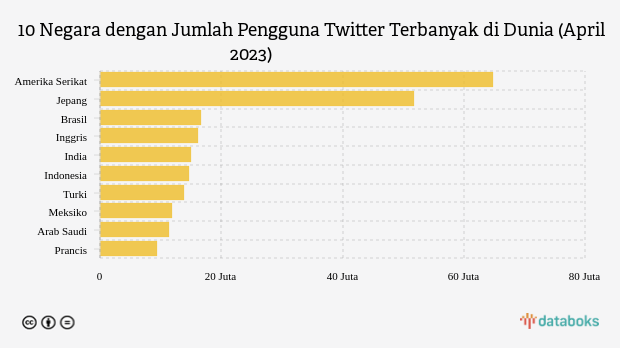 10 Negara dengan Jumlah Pengguna Twitter Terbanyak di Dunia (April
2023)
Amerika Serikat
Jepang
Brasil
Inggris
India
Indonesia
Turki
Meksiko
Arab Saudi
Prancis
0 20 Juta 40 Juta 60 Juta 80 Juta
cc = databoks